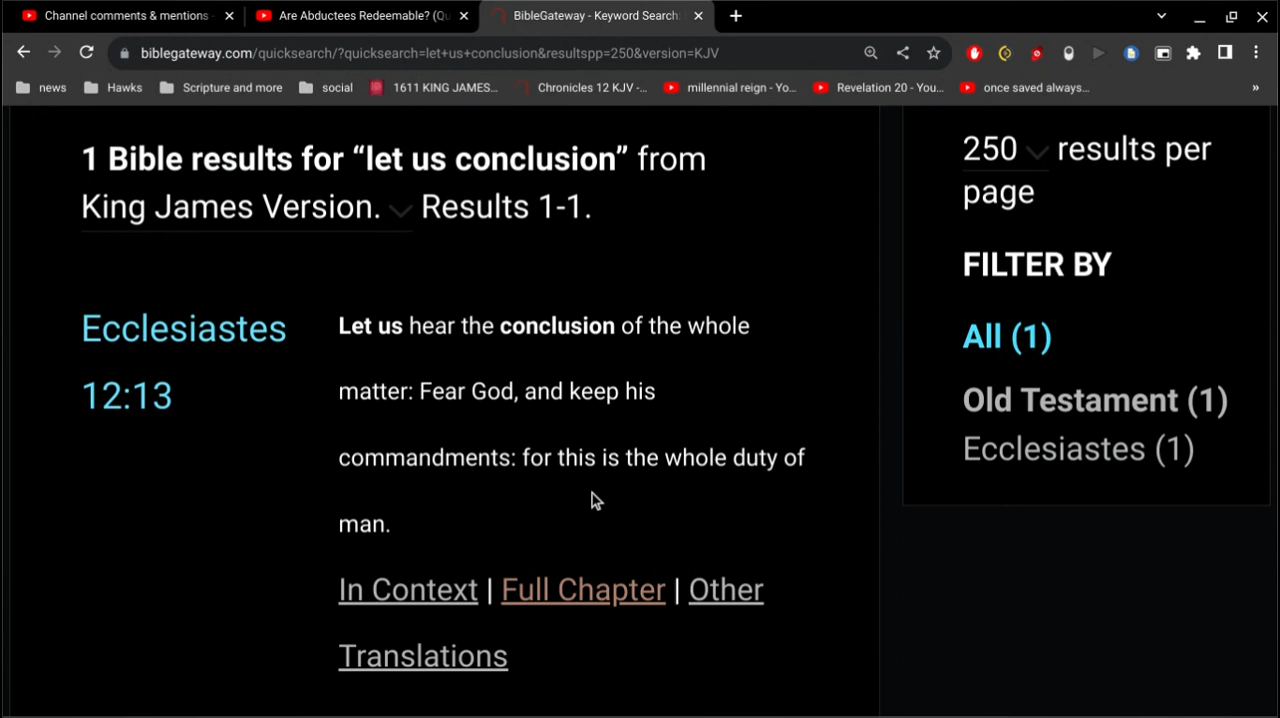 Channel comments & mentions -
Are Abductees Redeemable? (Qu
BibleGateway - Keyword Search:
biblegateway.com/quicksearch/?quicksearch=let+us+conclusion&resultspp=250&version=KJV
news
Hawks
Scripture and more
social
1611 KING JAMES...
Chronicles 12 KJV -...
millennial reign - Yo...
Revelation 20 - You...
once saved always...
»
1 Bible results for “let us conclusion” from
King James Version. Results 1-1.
Ecclesiastes
12:13
Let us hear the conclusion of the whole
matter: Fear God, and keep his
commandments: for this is the whole duty of
man.
In Context | Full Chapter | Other
Translations
250 results per
page
FILTER BY
All (1)
Old Testament (1)
Ecclesiastes (1)